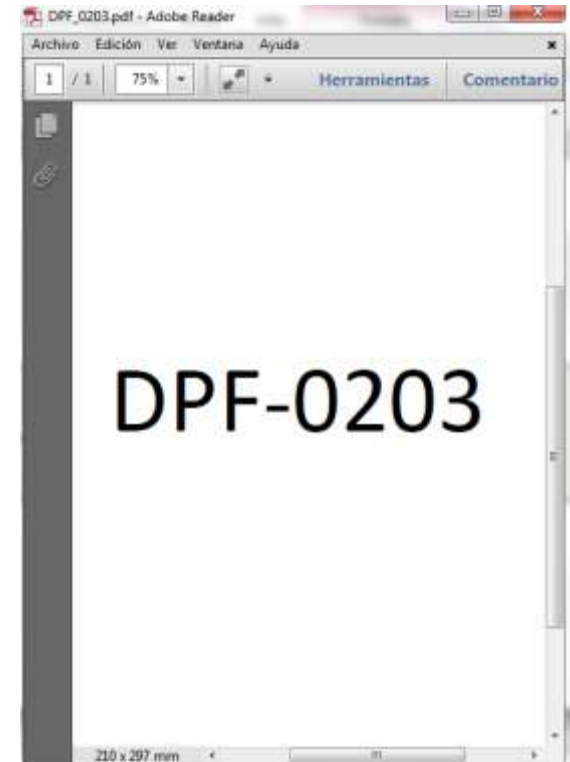 DPF_0203.pdf - Adobe Reader
Archivo Edición Ver Ventana Ayuda
1 / 1 75% Herramientas Comentario
DPF-0203
210 x 297 mm